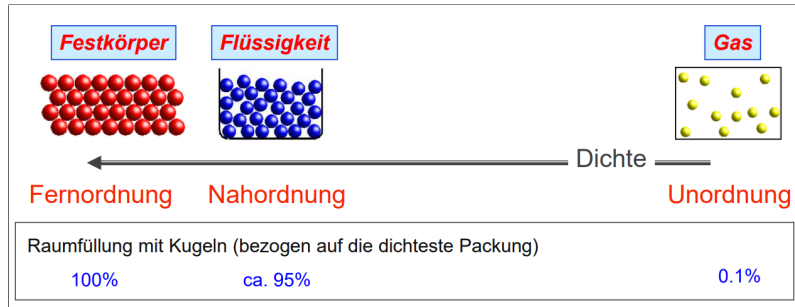 Festkörper Flüssigkeit Gas
Dichte
Fernordnung Nahordnung Unordnung
Raumfüllung mit Kugeln (bezogen auf die dichteste Packung)
100% ca. 95% 0.1%